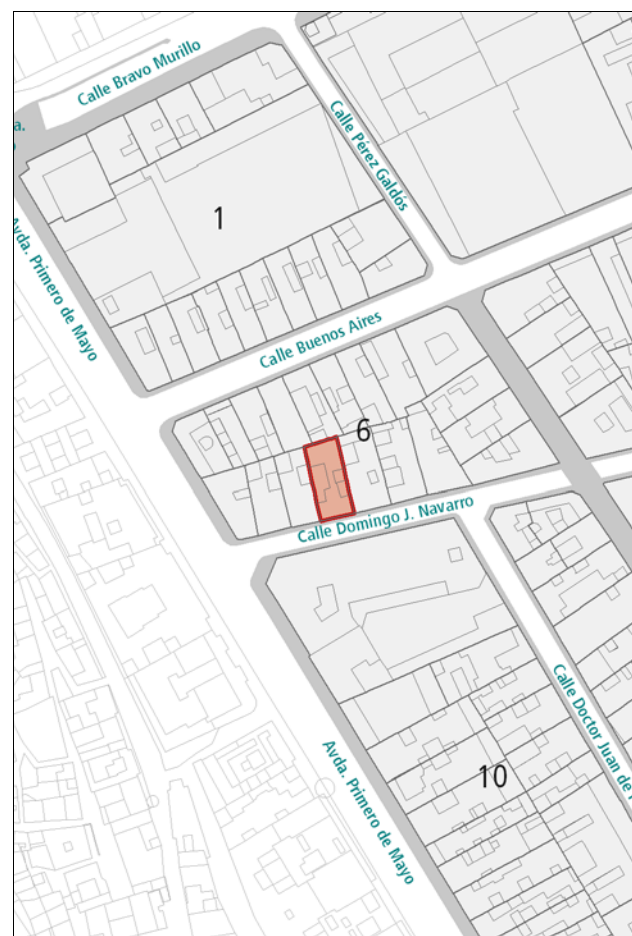 Calle Bravo Murillo
a.
Calle Pérez Galdós
1
Avda. Primero de Mayo
Calle Buenos Aires
6
Calle Domingo J. Navarro
Calle Doctor Juan de
Avda. Primero de Mayo
10